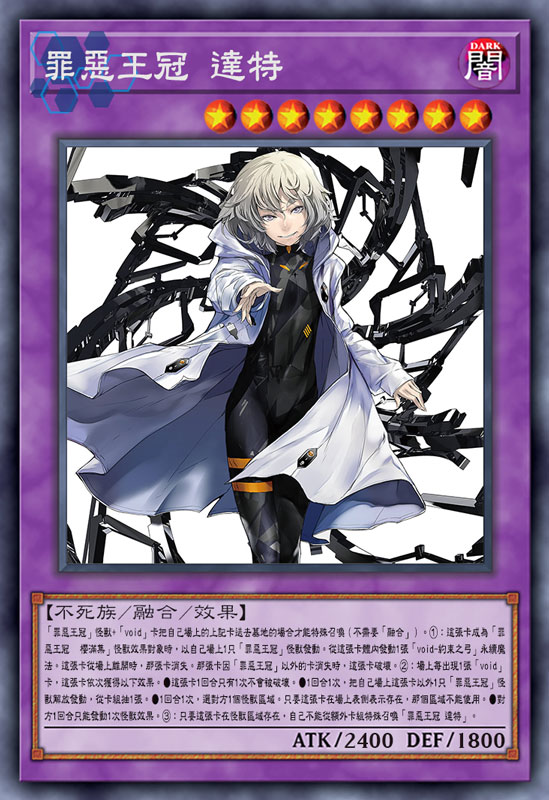 罪惡王冠 達特
DARK
闇
【不死族/融合/效果】
「罪惡王冠」怪獸+「void」卡把自己場上的上記卡送去墓地的場合才能特殊召喚（不需要「融合」）。①：這張卡成為「罪
惡王冠 櫻滿集」怪獸效果對象時，以自己場上1只「罪惡王冠」怪獸發動。從這張卡體內發動1張「void-約束之号」永續魔
法。這張卡從場上離開時，那張卡消失。那張卡因「罪惡王冠」以外的卡消失時，這張卡破壞。②：場上每出現1張「void」
卡，這張卡依次獲得以下效果。●這張卡1回合只有1次不會被破壞。●1回合1次，把自己場上這張卡以外1只「罪惡王冠」怪
獸解放發動，從卡組抽1張。●1回合1次，選對方1個怪獸區域。只要這張卡在場上表側表示存在，那個區域不能使用。●對
方1回合只能發動1次怪獸效果。③：只要這張卡在怪獸區域存在，自己不能從額外卡組特殊召喚「罪惡王冠 達特」。
ATK/2400 DEF/1800